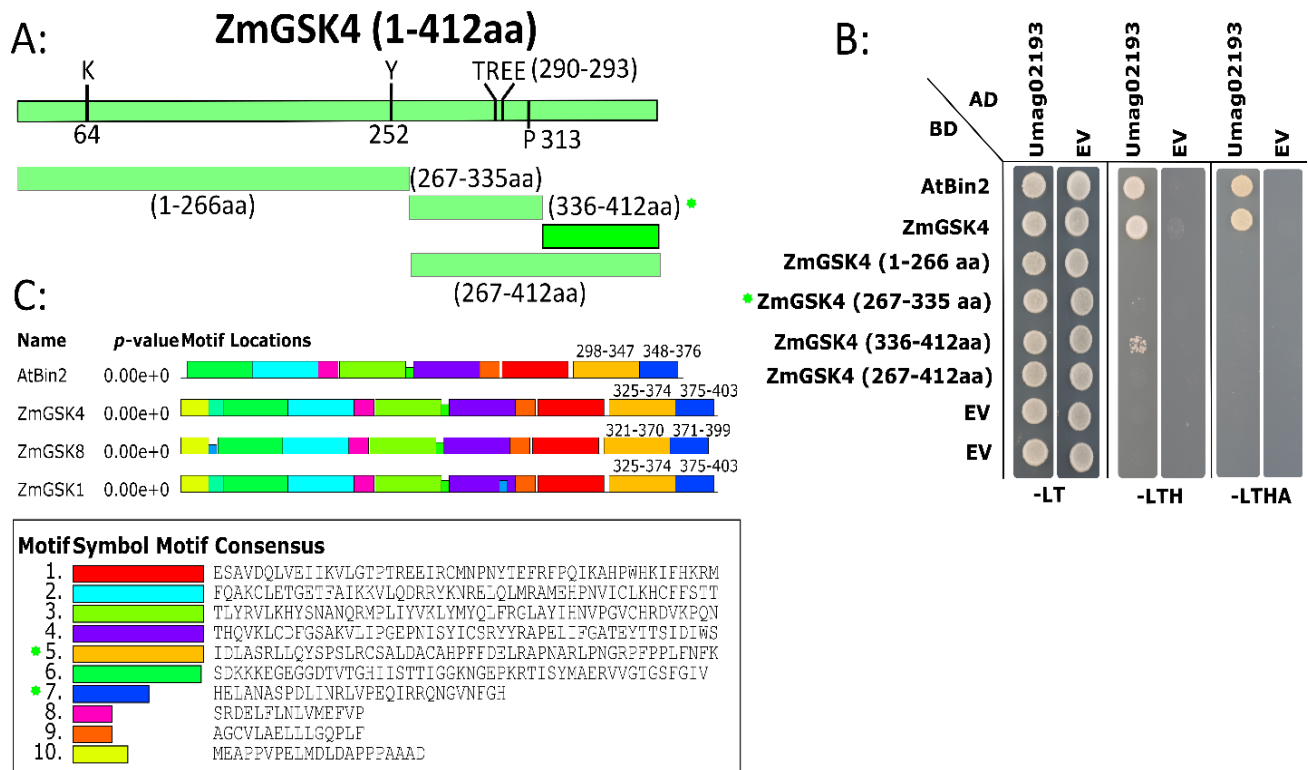 A:
ZmGSK4 (1-412aa)
K
Y
TREE (290-293)
64
252
P 313
(1-266aa)
(267-335aa)
(336-412aa)
(267-412aa)
B:
AD
BD
Umag02193
EV
Umag02193
EV
Umag02193
EV
AtBin2
ZmGSK4
ZmGSK4 (1-266 aa)
ZmGSK4 (267-335 aa)
ZmGSK4 (336-412aa)
ZmGSK4 (267-412aa)
EV
EV
-LT
-LTH
-LTHA
C:
Name p-value Motif Locations
AtBin2 0.00e+0 298-347 348-376
ZmGSK4 0.00e+0 325-374 375-403
ZmGSK8 0.00e+0 321-370 371-399
ZmGSK1 0.00e+0 325-374 375-403
Motif Symbol Motif Consensus
1. ESAVDQLVEIIKVLGTPTREEIRCMNPNYTEFRFPQIKAHPWHKIFHKRM
2. FQAKCLETGETFAIKKVLQDRRYKNRELQLMRAMEHPNVICLKHCFFSTT
3. TLYRVLKHYSNANQRMPLIYVKLYMYQLFRGLAYIHNVPGVCHRDVKPQN
4. THQVKLCDFGSAKVLIPGEPNISYICSRYYRAPELIFGATEYTTSIDIWS
5. IDLASRLLQYSPSLRCSALDACAHPFFDELRAPNARLPNGRPFPPLFNFK
6. SDKKKEGEGGDTVTGHIISTTIGGKNGEPKRTISYMAERVVGTGSFGIV
7. HELANASPDLINRLVPEQIRRQNGVNFGH
8. SRDELFLNLVMEFVP
9. AGCVLAELLLGQPLF
10. MEAPPVPELMDLDAPPPAAAD